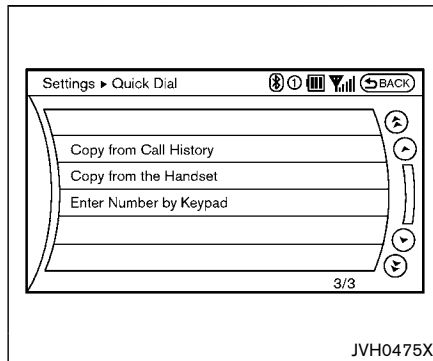 Settings ▸ Quick Dial 1 BACK
Copy from Call History
Copy from the Handset
Enter Number by Keypad
3/3
JVH0475X